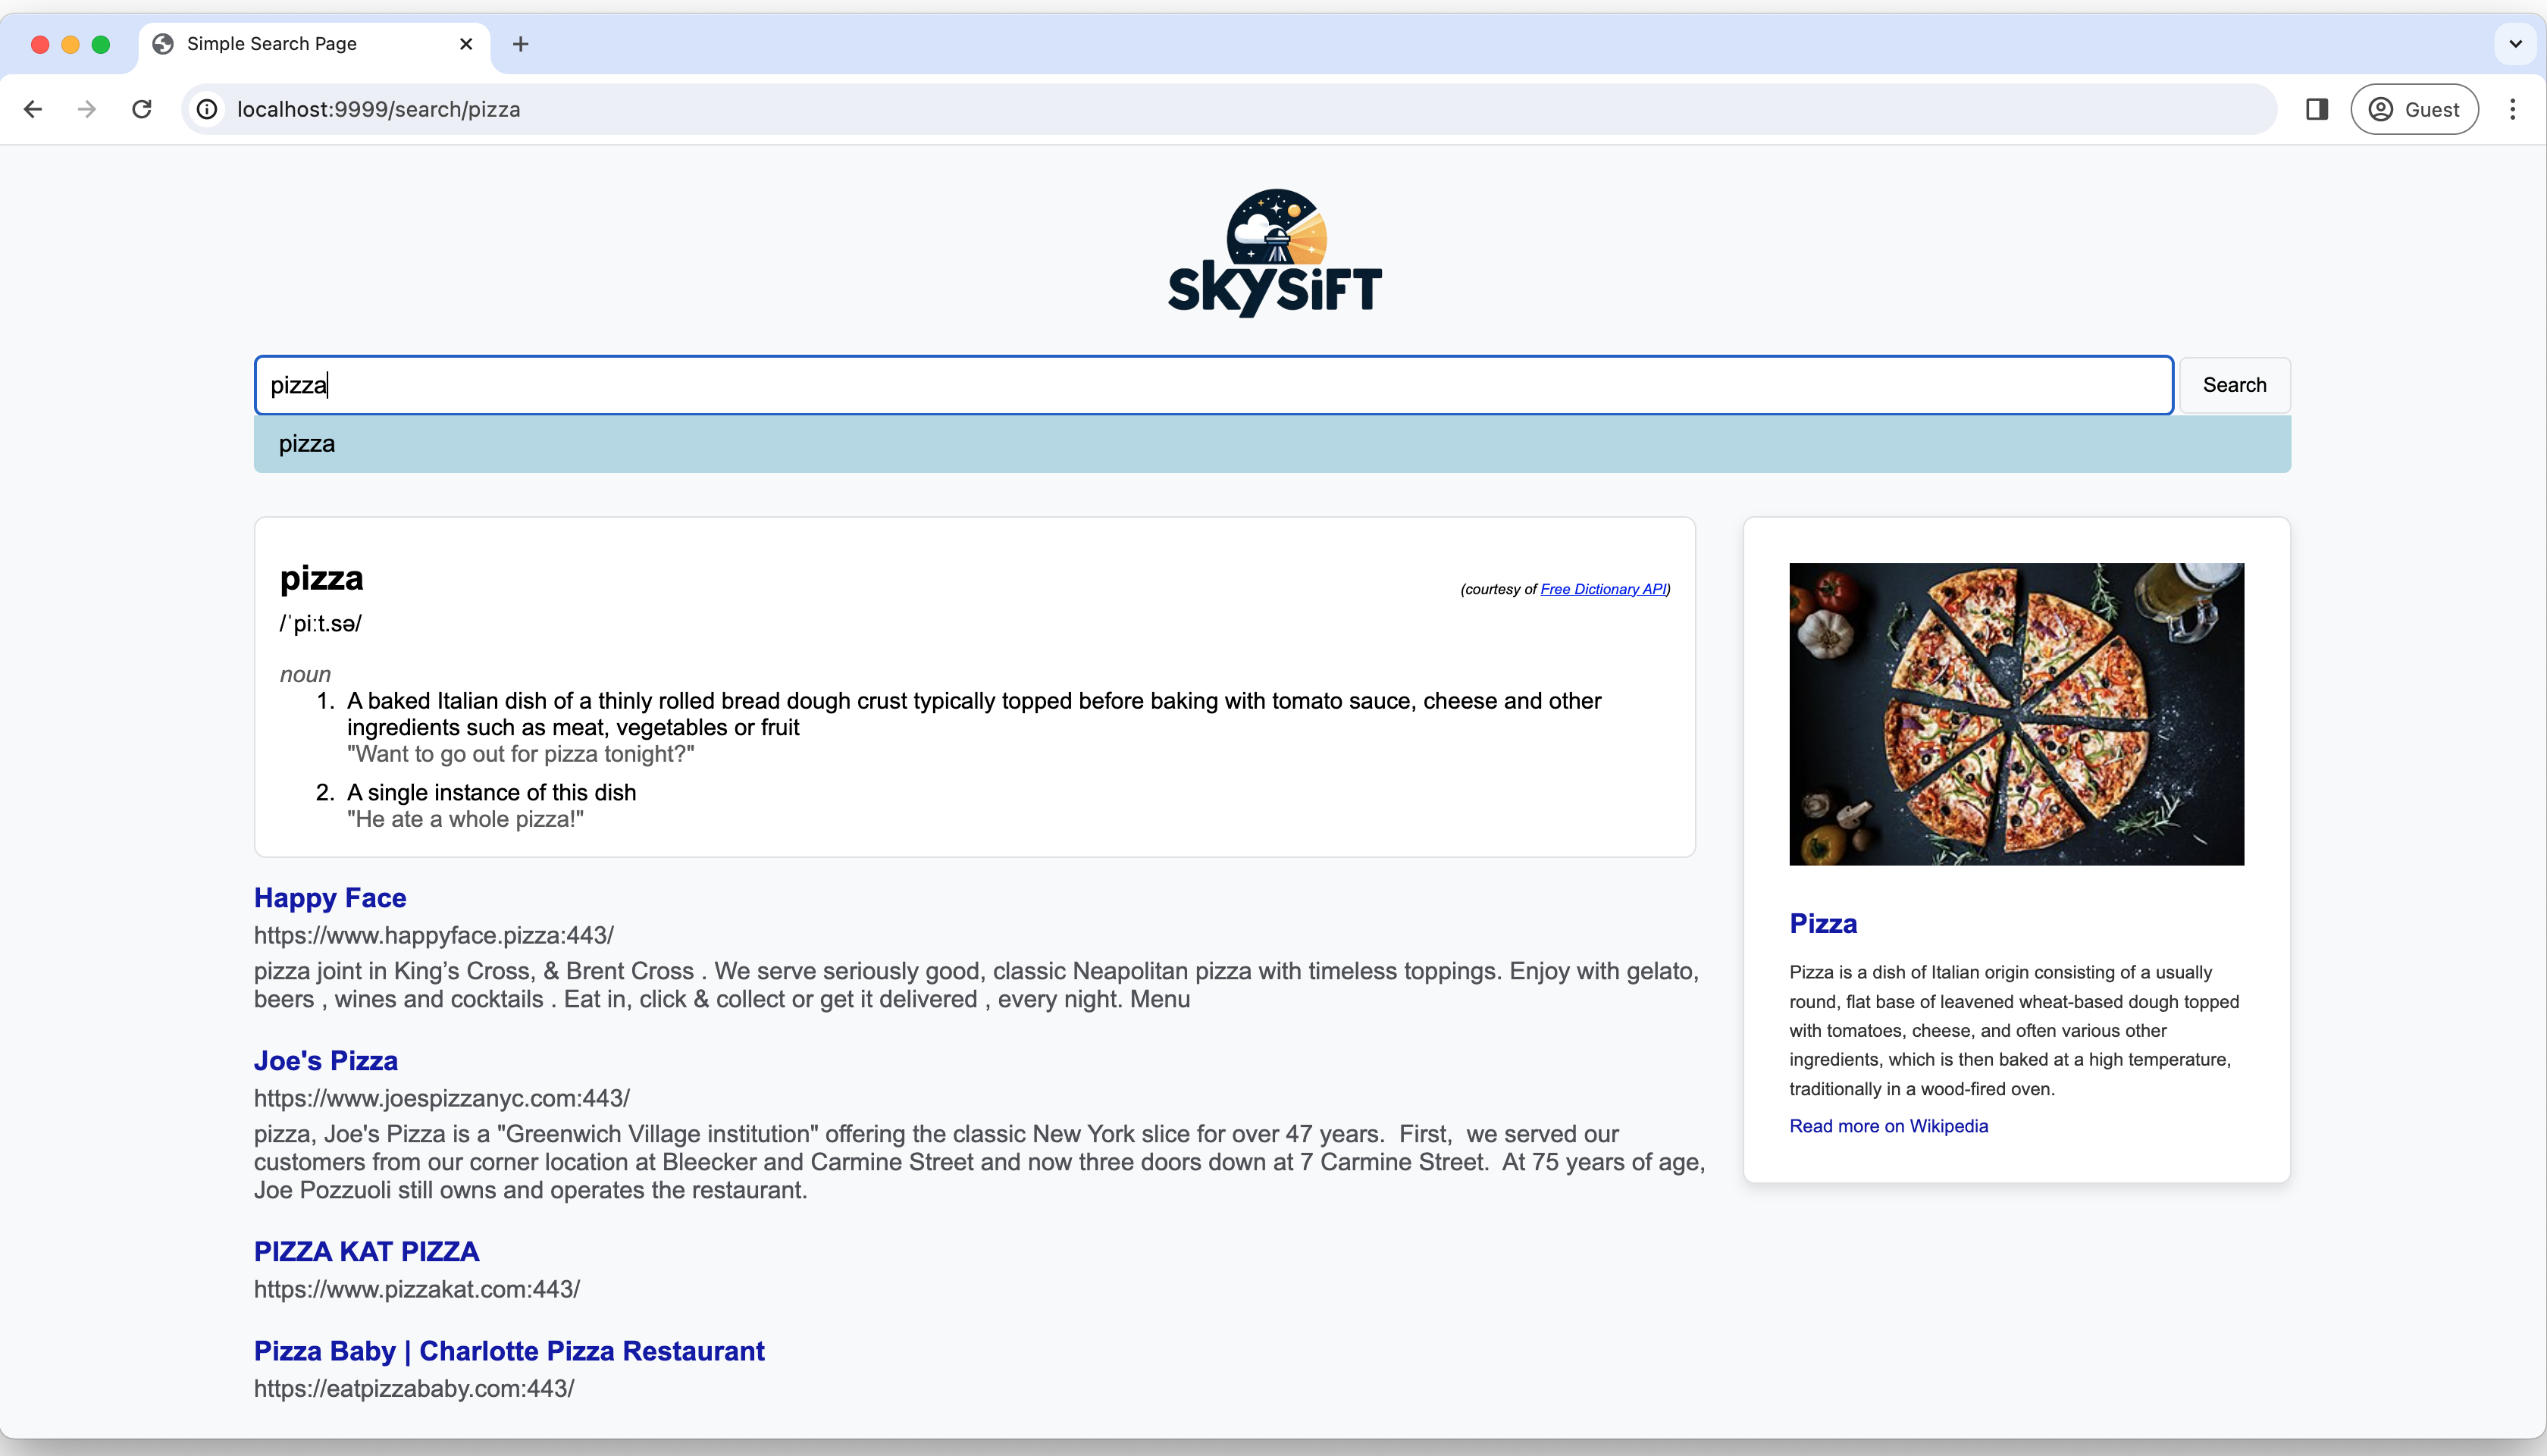 Simple Search Page
localhost:9999/search/pizza
Guest
SKYSiFT
pizza
Search
pizza
pizza
(courtesy of Free Dictionary API)
/ˈpiːt.sə/
noun
1. A baked Italian dish of a thinly rolled bread dough crust typically topped before baking with tomato sauce, cheese and other
ingredients such as meat, vegetables or fruit
"Want to go out for pizza tonight?"
2. A single instance of this dish
"He ate a whole pizza!"
Happy Face
https://www.happyface.pizza:443/
pizza joint in King’s Cross, & Brent Cross . We serve seriously good, classic Neapolitan pizza with timeless toppings. Enjoy with gelato,
beers , wines and cocktails . Eat in, click & collect or get it delivered , every night. Menu
Joe's Pizza
https://www.joespizzanyc.com:443/
pizza, Joe's Pizza is a "Greenwich Village institution" offering the classic New York slice for over 47 years.  First,  we served our
customers from our corner location at Bleecker and Carmine Street and now three doors down at 7 Carmine Street.  At 75 years of age,
Joe Pozzuoli still owns and operates the restaurant.
PIZZA KAT PIZZA
https://www.pizzakat.com:443/
Pizza Baby | Charlotte Pizza Restaurant
https://eatpizzababy.com:443/
Pizza
Pizza is a dish of Italian origin consisting of a usually
round, flat base of leavened wheat-based dough topped
with tomatoes, cheese, and often various other
ingredients, which is then baked at a high temperature,
traditionally in a wood-fired oven.
Read more on Wikipedia